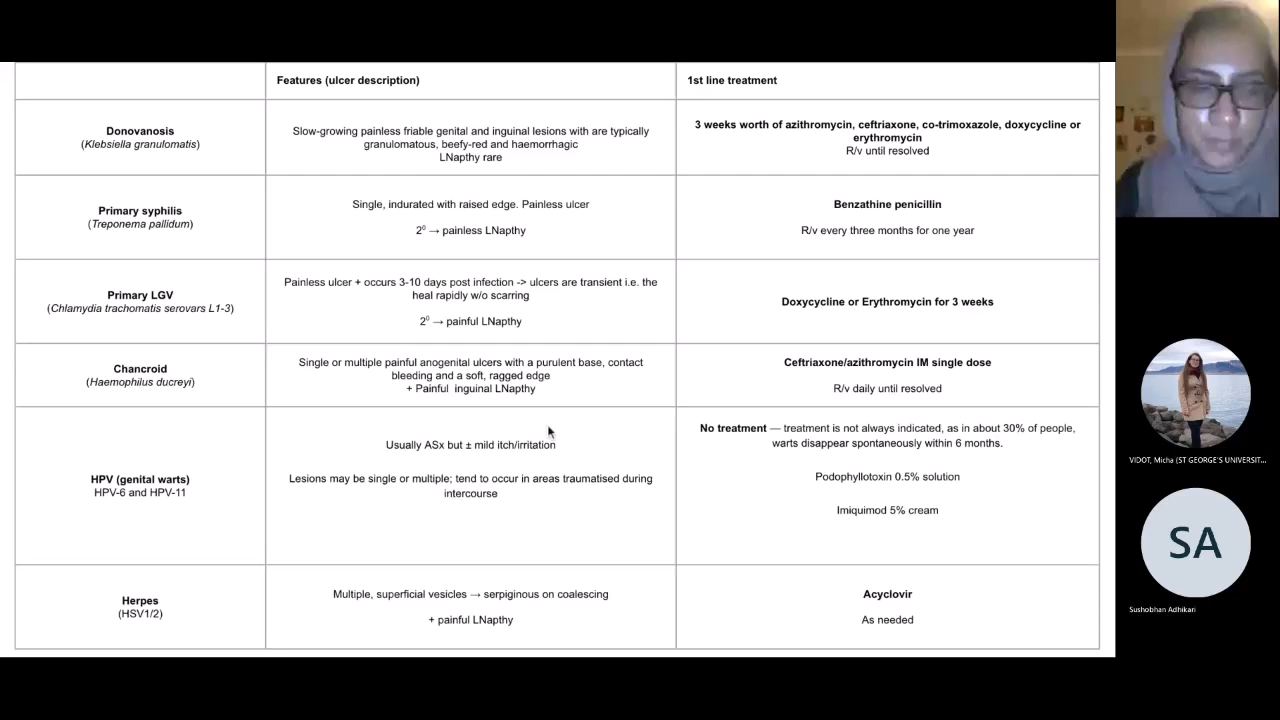 Features (ulcer description)
1st line treatment
Donovanosis
(Klebsiella granulomatis)
Slow-growing painless friable genital and inguinal lesions with are typically
granulomatous, beefy-red and haemorrhagic
LNapthy rare
3 weeks worth of azithromycin, ceftriaxone, co-trimoxazole, doxycycline or
erythromycin
R/v until resolved
Primary syphilis
(Treponema pallidum)
Single, indurated with raised edge. Painless ulcer
2⁰ → painless LNapthy
Benzathine penicillin
R/v every three months for one year
Primary LGV
(Chlamydia trachomatis serovars L1-3)
Painless ulcer + occurs 3-10 days post infection -> ulcers are transient i.e. the
heal rapidly w/o scarring
2⁰ → painful LNapthy
Doxycycline or Erythromycin for 3 weeks
Chancroid
(Haemophilus ducreyi)
Single or multiple painful anogenital ulcers with a purulent base, contact
bleeding and a soft, ragged edge
+ Painful inguinal LNapthy
Ceftriaxone/azithromycin IM single dose
R/v daily until resolved
HPV (genital warts)
HPV-6 and HPV-11
Usually ASx but ± mild itch/irritation
Lesions may be single or multiple; tend to occur in areas traumatised during
intercourse
No treatment — treatment is not always indicated, as in about 30% of people,
warts disappear spontaneously within 6 months.
Podophyllotoxin 0.5% solution
Imiquimod 5% cream
Herpes
(HSV1/2)
Multiple, superficial vesicles → serpiginous on coalescing
+ painful LNapthy
Acyclovir
As needed
VIDOT, Micha (ST GEORGE'S UNIVERSIT...
SA
Sushobhan Adhikari